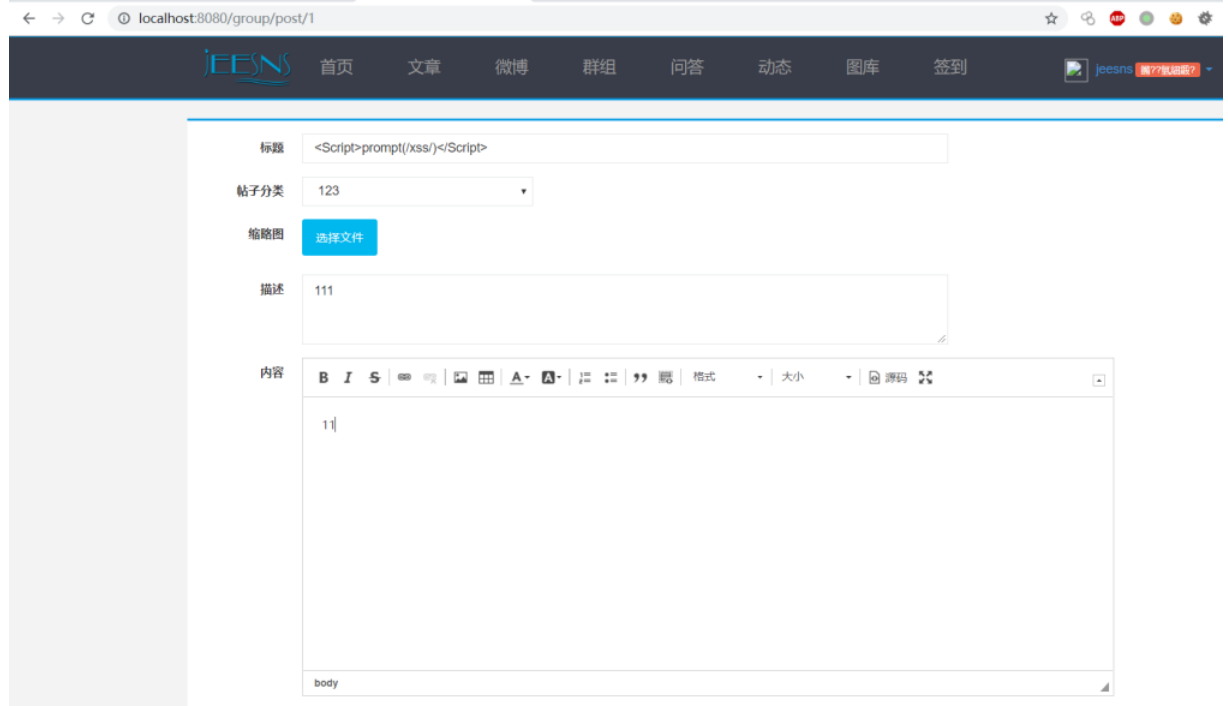 localhost:8080/group/post/1
ABP
JEESNS 首页 文章 微博 群组 问答 动态 图库 签到 jeesns
标题 <Script>prompt(/xss/)</Script>
帖子分类 123
缩略图 选择文件
描述 111
内容 B I S A A 格式 大小 源码
11
body